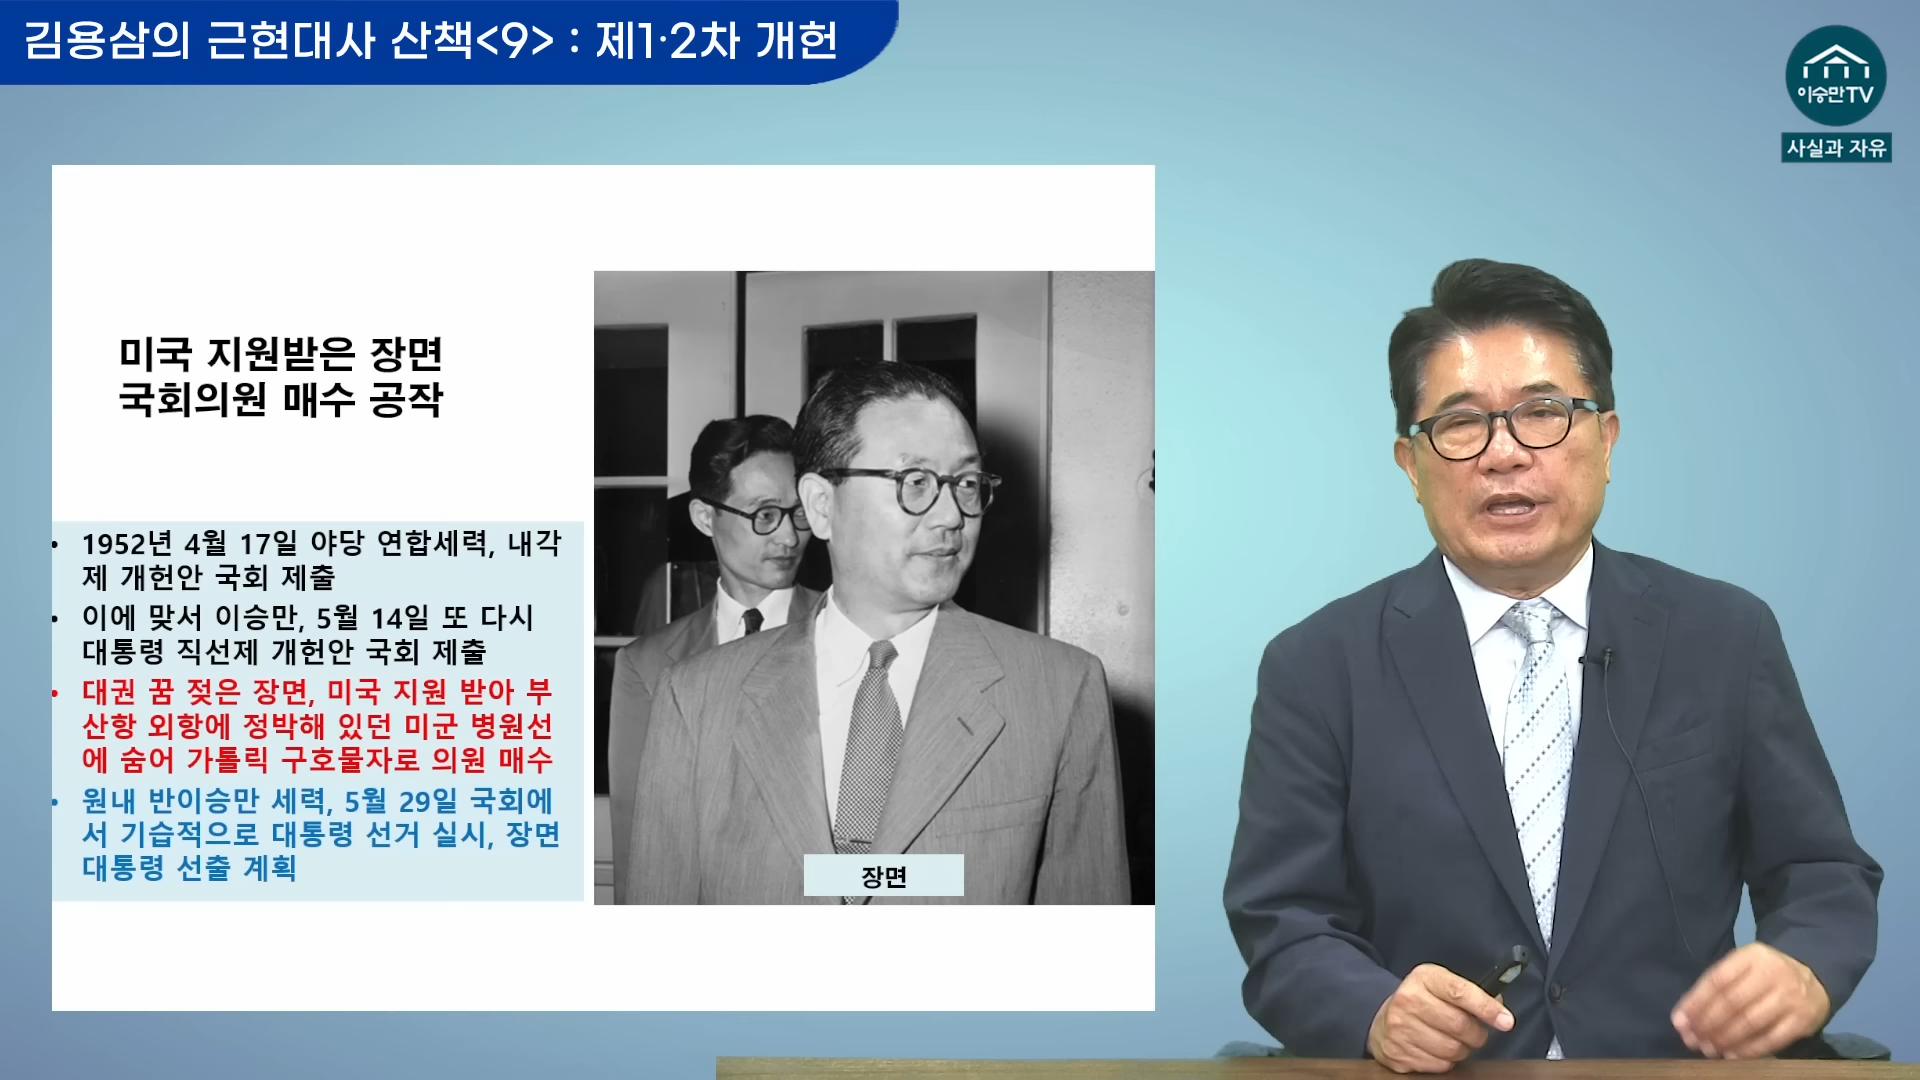 김용삼의 근현대사 산책<9> : 제1·2차 개헌
이승만TV
사실과 자유
미국 지원받은 장면
국회의원 매수 공작
• 1952년 4월 17일 야당 연합세력, 내각
제 개헌안 국회 제출
• 이에 맞서 이승만, 5월 14일 또 다시
대통령 직선제 개헌안 국회 제출
• 대권 꿈 젖은 장면, 미국 지원 받아 부
산항 외항에 정박해 있던 미군 병원선
에 숨어 가톨릭 구호물자로 의원 매수
• 원내 반이승만 세력, 5월 29일 국회에
서 기습적으로 대통령 선거 실시, 장면
대통령 선출 계획
장면